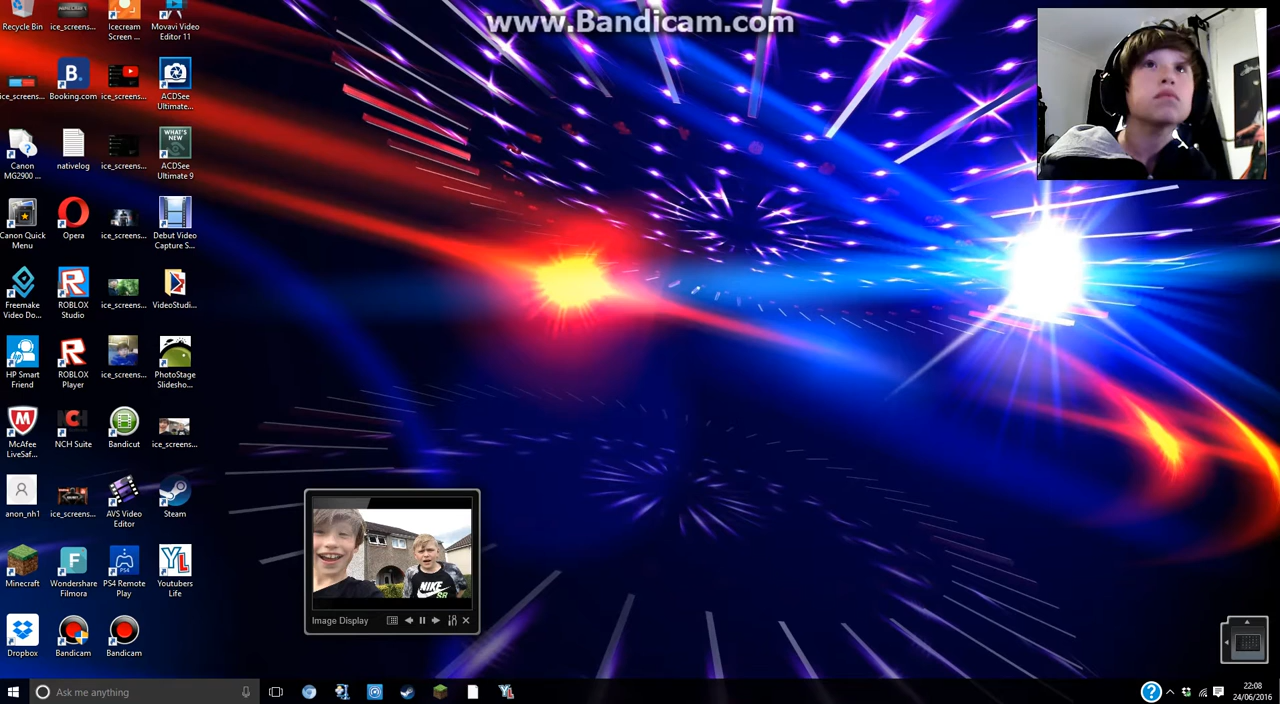 www.Bandicam.com
Recycle Bin
ice_screens...
Icecream
Screen ...
Movavi Video
Editor 11
ice_screens...
Booking.com
ice_screens...
ACDSee
Ultimate...
Canon
MG2900 ...
nativelog
ice_screens...
WHAT'S
NEW
ACDSee
Ultimate 9
Canon Quick
Menu
Opera
ice_screens...
Debut Video
Capture S...
Freemake
Video Do...
ROBLOX
Studio
ice_screens...
VideoStudi...
HP Smart
Friend
ROBLOX
Player
ice_screens...
PhotoStage
Slidesho...
McAfee
LiveSaf...
NCH Suite
Bandicut
ice_screens...
anon_nh1
ice_screens...
AVS Video
Editor
Steam
Minecraft
Wondershare
Filmora
PS4 Remote
Play
Youtubers
Life
Dropbox
Bandicam
Bandicam
NIKE
SB
Image Display
Ask me anything
22:08
24/06/2016